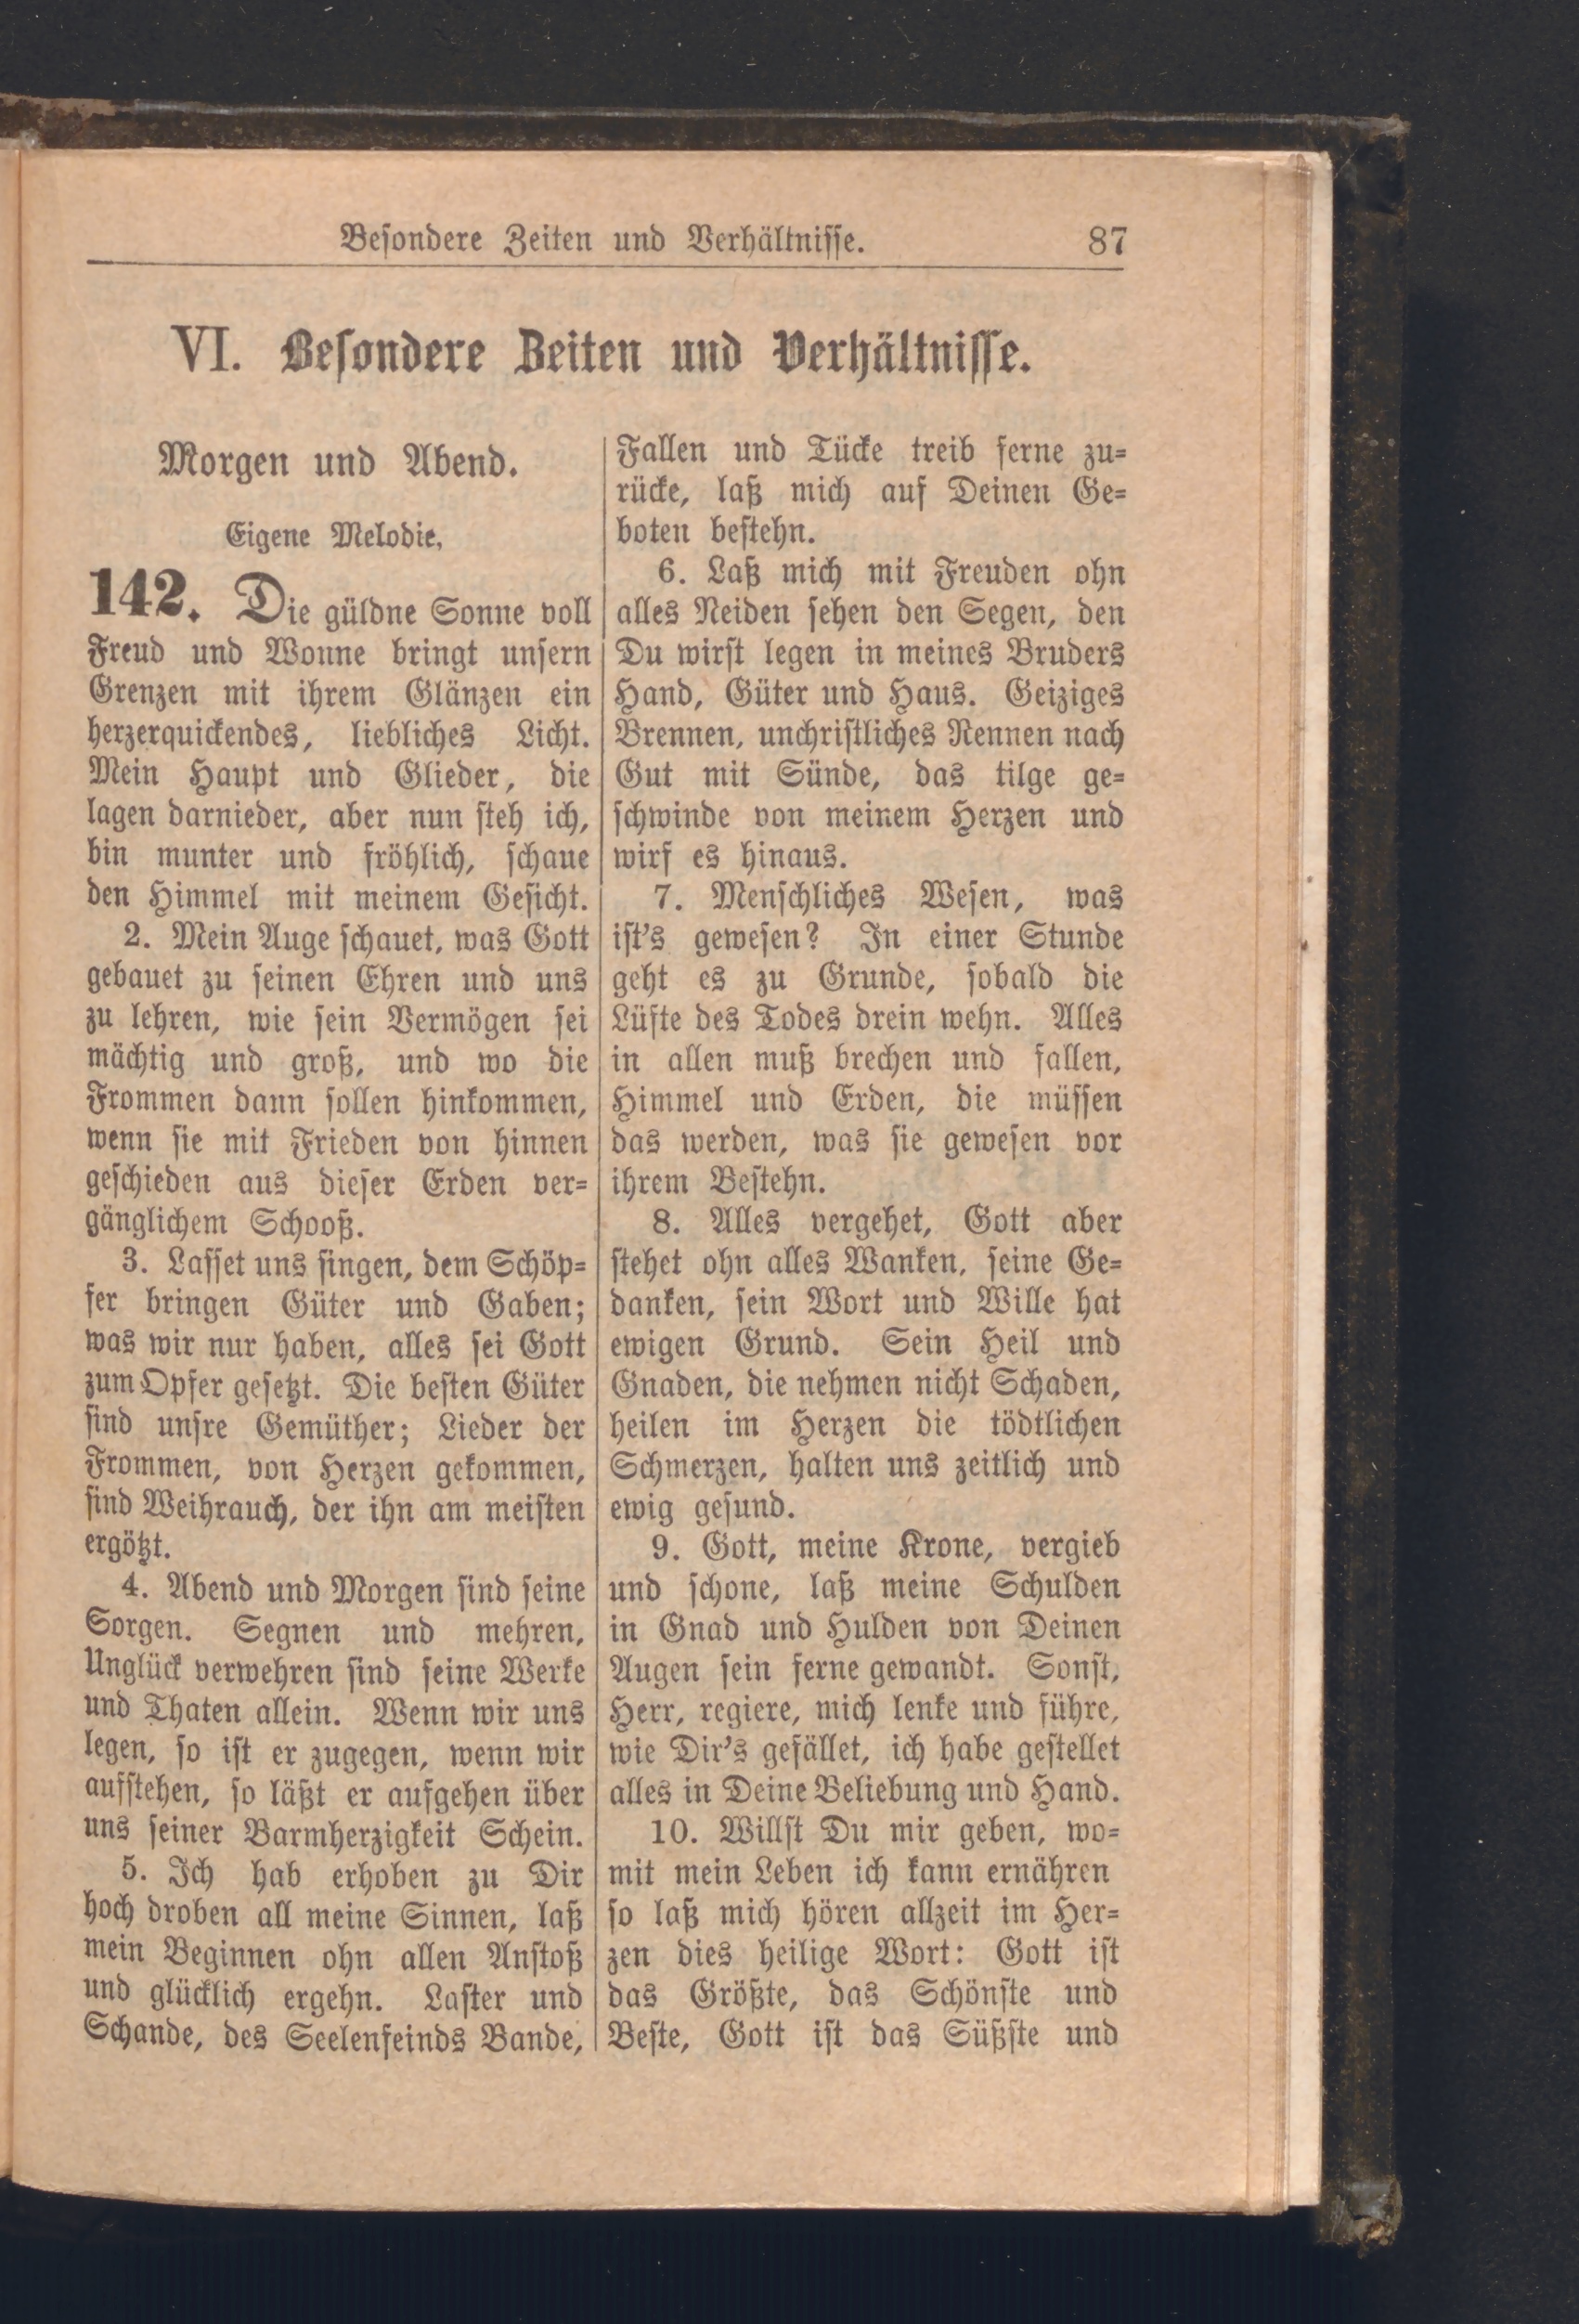 Besondere Zeiten und Verhältnisse. 87
VI. Besondere Zeiten und Verhältnisse.
Morgen und Abend.
Eigene Melodie.
142. Die güldne Sonne voll
Freud und Wonne bringt unsern
Grenzen mit ihrem Glänzen ein
herzerquickendes, liebliches Licht.
Mein Haupt und Glieder, die
lagen darnieder, aber nun steh ich,
bin munter und fröhlich, schaue
den Himmel mit meinem Gesicht.
2. Mein Auge schauet, was Gott
gebauet zu seinen Ehren und uns
zu lehren, wie sein Vermögen sei
mächtig und groß, und wo die
Frommen dann sollen hinkommen,
wenn sie mit Frieden von hinnen
geschieden aus dieser Erden ver-
gänglichem Schooß.
3. Lasset uns singen, dem Schöp-
fer bringen Güter und Gaben;
was wir nur haben, alles sei Gott
zum Opfer gesetzt. Die besten Güter
sind unsre Gemüther; Lieder der
Frommen, von Herzen gekommen,
sind Weihrauch, der ihn am meisten
ergötzt.
4. Abend und Morgen sind seine
Sorgen. Segnen und mehren,
Unglück verwehren sind seine Werke
und Thaten allein. Wenn wir uns
legen, so ist er zugegen, wenn wir
aufstehen, so läßt er aufgehen über
uns seiner Barmherzigkeit Schein.
5. Ich hab erhoben zu Dir
hoch droben all meine Sinnen, laß
mein Beginnen ohn allen Anstoß
und glücklich ergehn. Laster und
Schande, des Seelenfeinds Bande,
Fallen und Tücke treib ferne zu-
rücke, laß mich auf Deinen Ge-
boten bestehn.
6. Laß mich mit Freuden ohn
alles Neiden sehen den Segen, den
Du wirst legen in meines Bruders
Hand, Güter und Haus. Geiziges
Brennen, unchristliches Rennen nach
Gut mit Sünde, das tilge ge-
schwinde von meinem Herzen und
wirf es hinaus.
7. Menschliches Wesen, was
ist's gewesen? In einer Stunde
geht es zu Grunde, sobald die
Lüfte des Todes drein wehn. Alles
in allen muß brechen und fallen,
Himmel und Erden, die müssen
das werden, was sie gewesen vor
ihrem Bestehn.
8. Alles vergehet, Gott aber
stehet ohn alles Wanken, seine Ge-
danken, sein Wort und Wille hat
ewigen Grund. Sein Heil und
Gnaden, die nehmen nicht Schaden,
heilen im Herzen die tödtlichen
Schmerzen, halten uns zeitlich und
ewig gesund.
9. Gott, meine Krone, vergieb
und schone, laß meine Schulden
in Gnad und Hulden von Deinen
Augen sein ferne gewandt. Sonst,
Herr, regiere, mich lenke und führe,
wie Dir's gefället, ich habe gestellet
alles in Deine Beliebung und Hand.
10. Willst Du mir geben, wo-
mit mein Leben ich kann ernähren
so laß mich hören allzeit im Her-
zen dies heilige Wort: Gott ist
das Größte, das Schönste und
Beste, Gott ist das Süßste und